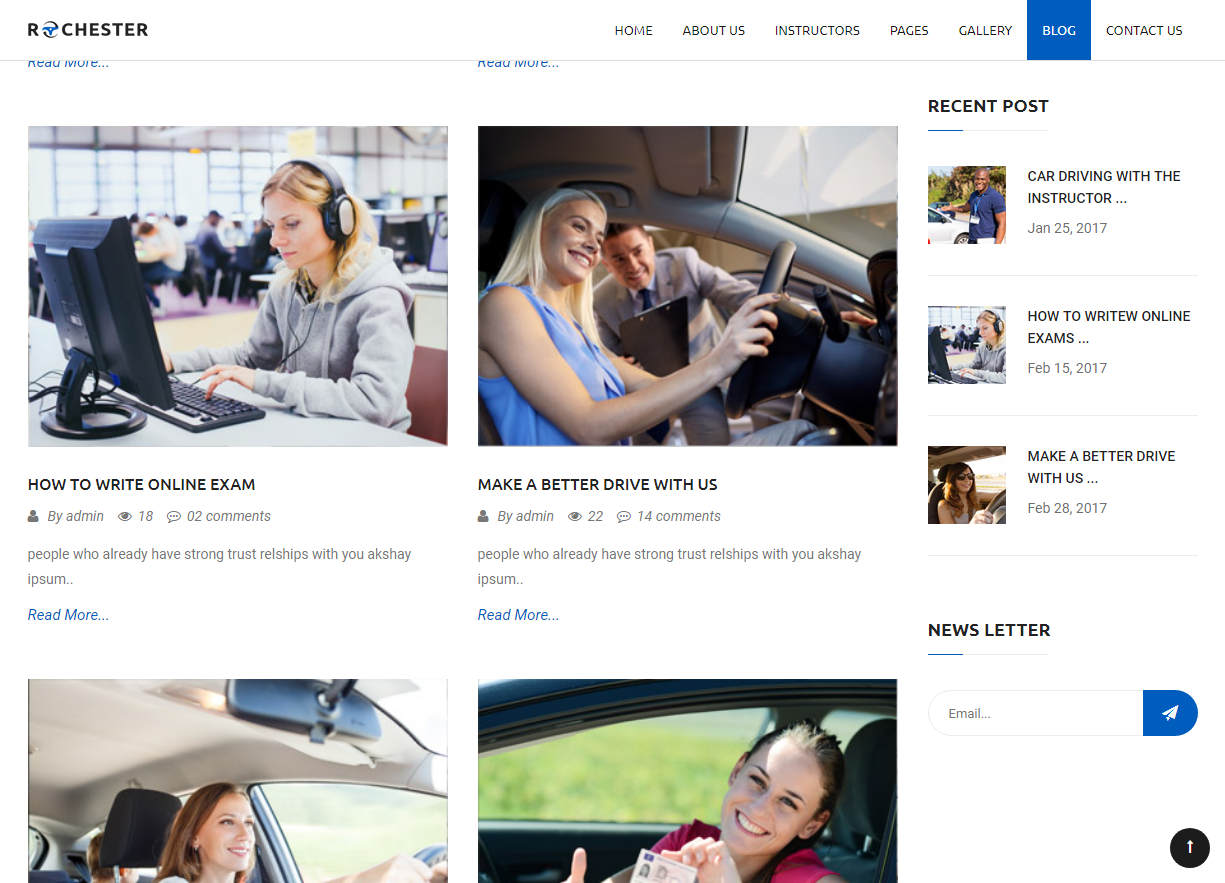 ROCHESTER
HOME ABOUT US INSTRUCTORS PAGES GALLERY BLOG CONTACT US
Read More...
Read More...
HOW TO WRITE ONLINE EXAM
By admin 18 02 comments
people who already have strong trust relships with you akshay
ipsum..
Read More...
MAKE A BETTER DRIVE WITH US
By admin 22 14 comments
people who already have strong trust relships with you akshay
ipsum..
Read More...
RECENT POST
CAR DRIVING WITH THE
INSTRUCTOR ...
Jan 25, 2017
HOW TO WRITEW ONLINE
EXAMS ...
Feb 15, 2017
MAKE A BETTER DRIVE
WITH US ...
Feb 28, 2017
NEWS LETTER
Email...